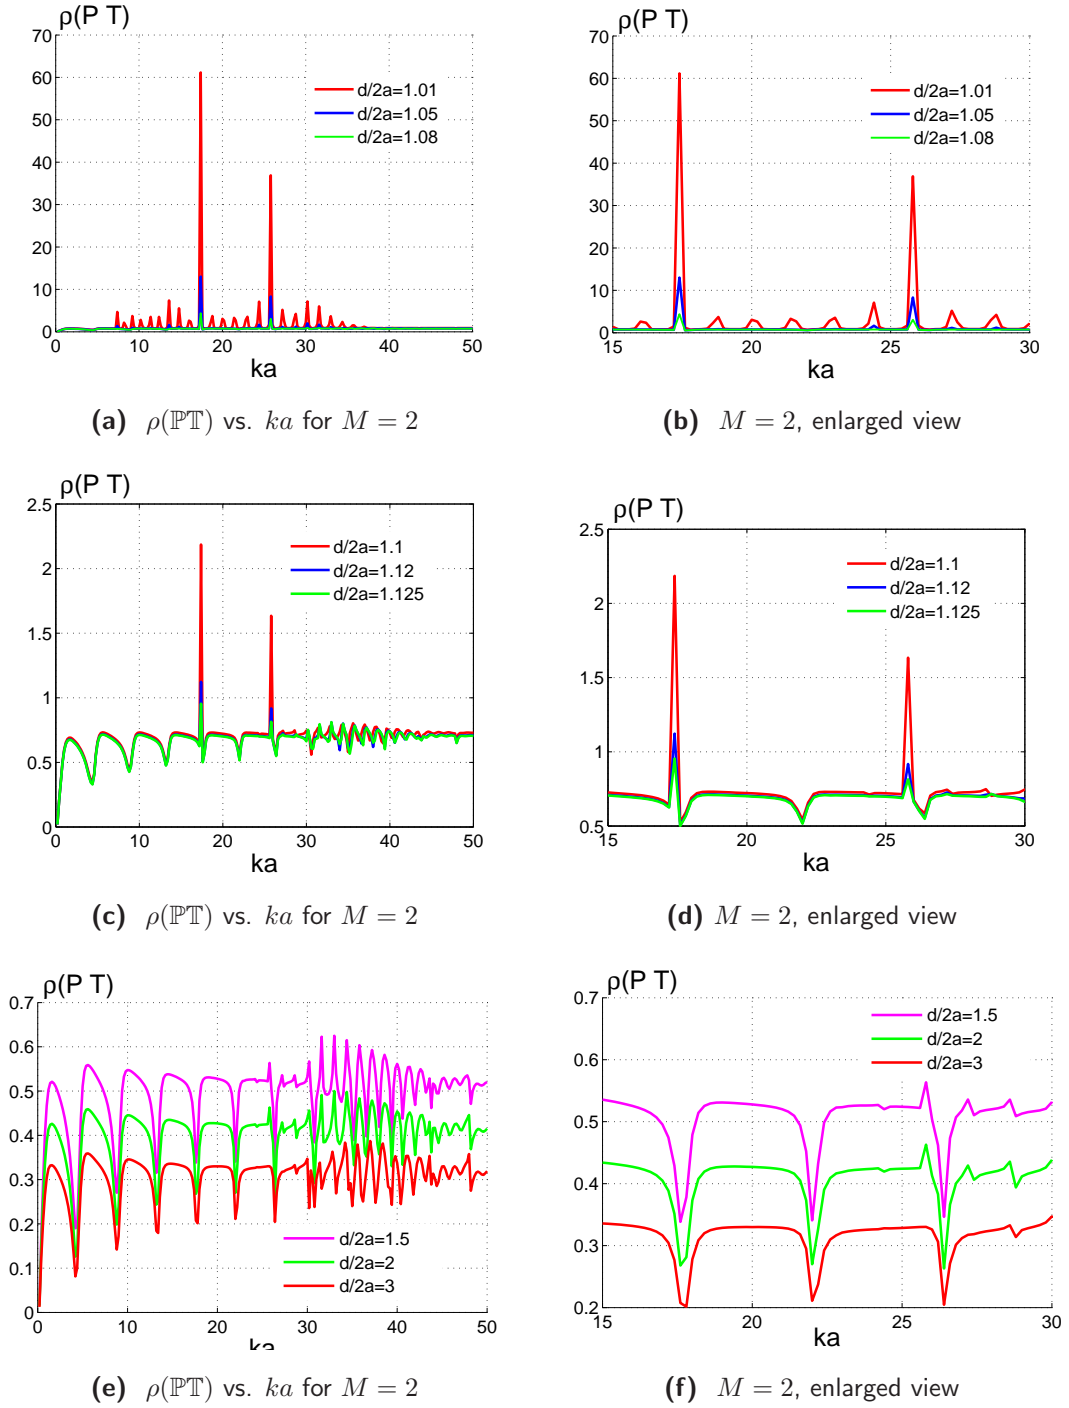 ρ(P T)
70
60
50
40
30
20
10
0
0 10 20 30 40 50
ka
d/2a=1.01
d/2a=1.05
d/2a=1.08
(a) ρ(ℙ𝕋) vs. ka for M = 2
ρ(P T)
70
60
50
40
30
20
10
0
15 20 25 30
ka
d/2a=1.01
d/2a=1.05
d/2a=1.08
(b) M = 2, enlarged view
ρ(P T)
2.5
2
1.5
1
0.5
0
0 10 20 30 40 50
ka
d/2a=1.1
d/2a=1.12
d/2a=1.125
(c) ρ(ℙ𝕋) vs. ka for M = 2
ρ(P T)
2.5
2
1.5
1
0.5
15 20 25 30
ka
d/2a=1.1
d/2a=1.12
d/2a=1.125
(d) M = 2, enlarged view
ρ(P T)
0.7
0.6
0.5
0.4
0.3
0.2
0.1
0
0 10 20 30 40 50
ka
d/2a=1.5
d/2a=2
d/2a=3
(e) ρ(ℙ𝕋) vs. ka for M = 2
ρ(P T)
0.7
0.6
0.5
0.4
0.3
0.2
15 20 25 30
ka
d/2a=1.5
d/2a=2
d/2a=3
(f) M = 2, enlarged view